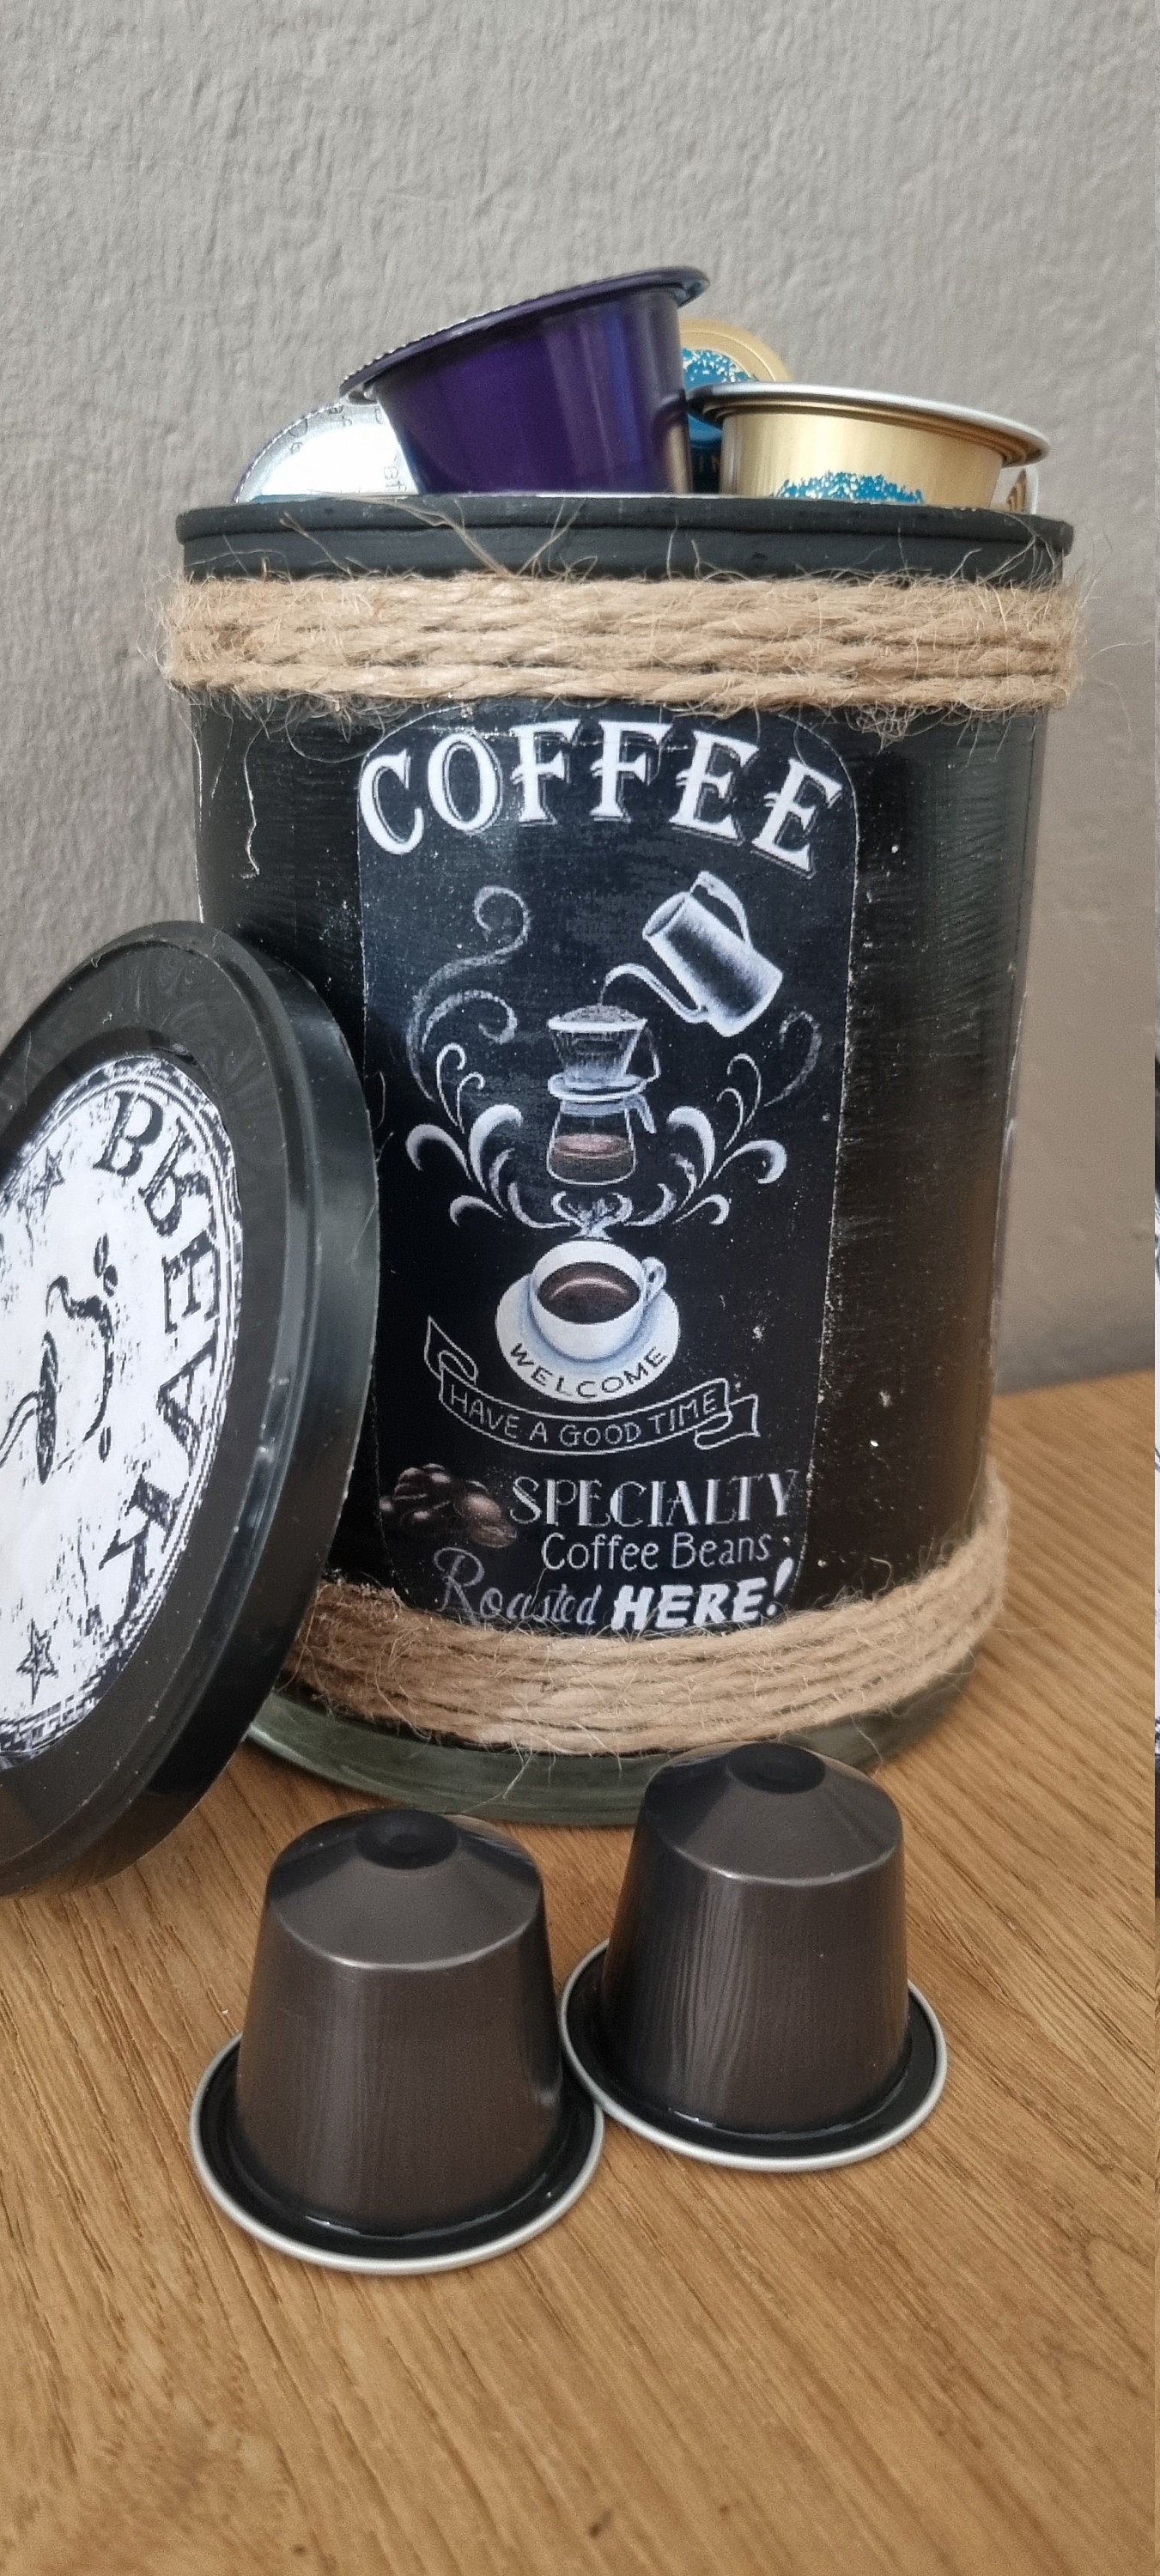 COFFEE
WELCOME
HAVE A GOOD TIME
SPECIALTY
Coffee Beans
Roasted HERE!
BREAK